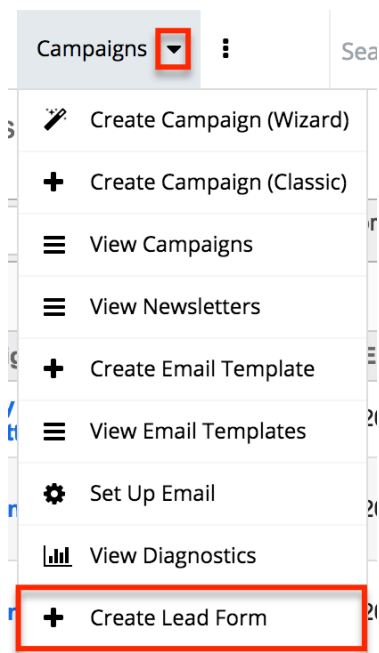 Campaigns
Sea
Create Campaign (Wizard)
Create Campaign (Classic)
View Campaigns
View Newsletters
Create Email Template
View Email Templates
Set Up Email
View Diagnostics
Create Lead Form